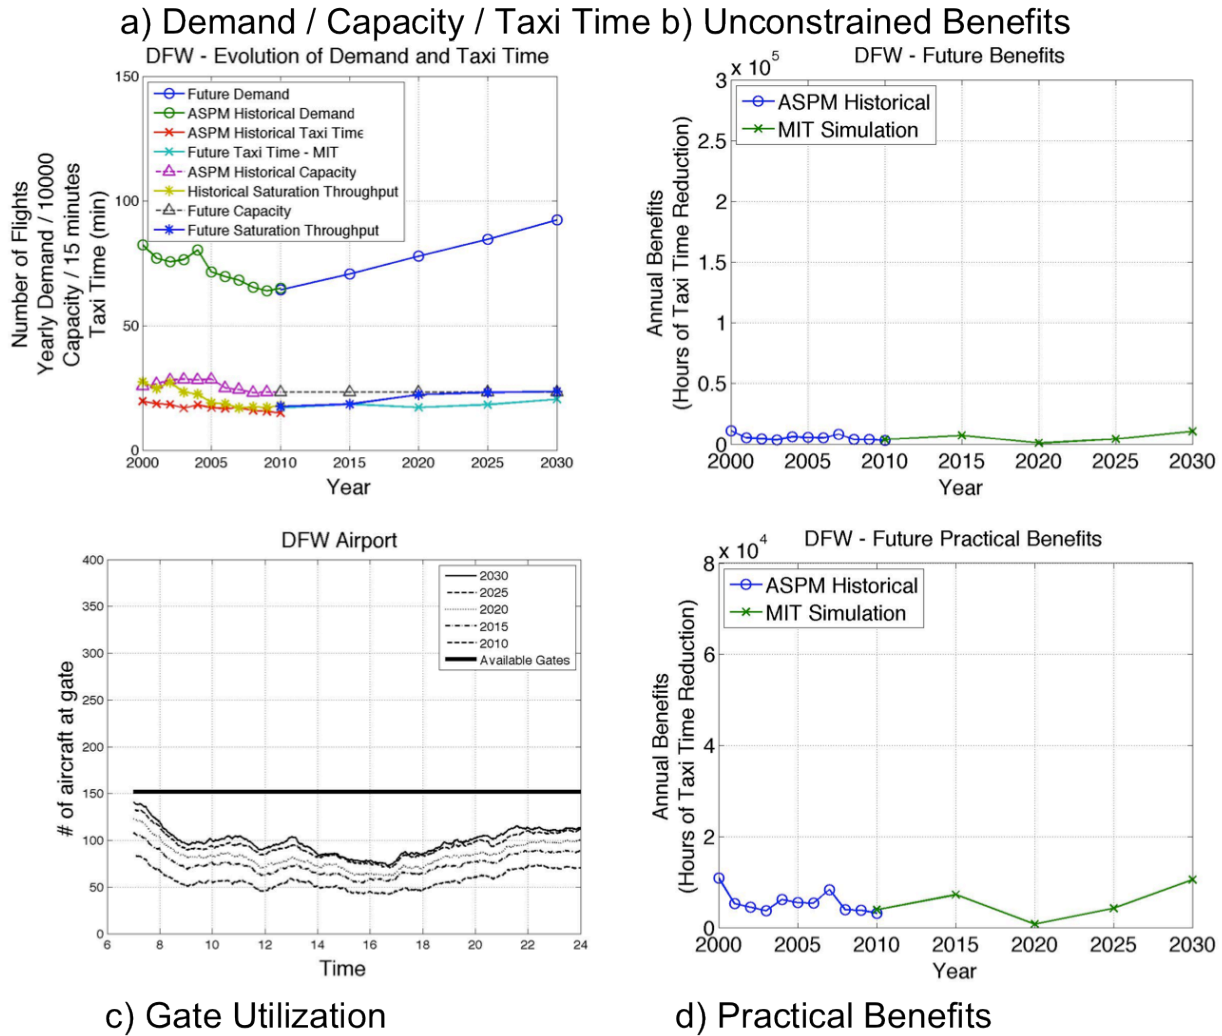 a) Demand / Capacity / Taxi Time b) Unconstrained Benefits
DFW - Evolution of Demand and Taxi Time
150
100
50
0
Number of Flights
Yearly Demand / 10000
Capacity / 15 minutes
Taxi Time (min)
Future Demand
ASPM Historical Demand
ASPM Historical Taxi Time
Future Taxi Time - MIT
ASPM Historical Capacity
Historical Saturation Throughput
Future Capacity
Future Saturation Throughput
2000 2005 2010 2015 2020 2025 2030
Year
DFW - Future Benefits
3 x 10^5
2.5
2
1.5
1
0.5
0
Annual Benefits
(Hours of Taxi Time Reduction)
ASPM Historical
MIT Simulation
2000 2005 2010 2015 2020 2025 2030
Year
DFW Airport
400
350
300
250
200
150
100
50
0
# of aircraft at gate
2030
2025
2020
2015
2010
Available Gates
6 8 10 12 14 16 18 20 22 24
Time
DFW - Future Practical Benefits
8 x 10^4
6
4
2
0
Annual Benefits
(Hours of Taxi Time Reduction)
ASPM Historical
MIT Simulation
2000 2005 2010 2015 2020 2025 2030
Year
c) Gate Utilization
d) Practical Benefits